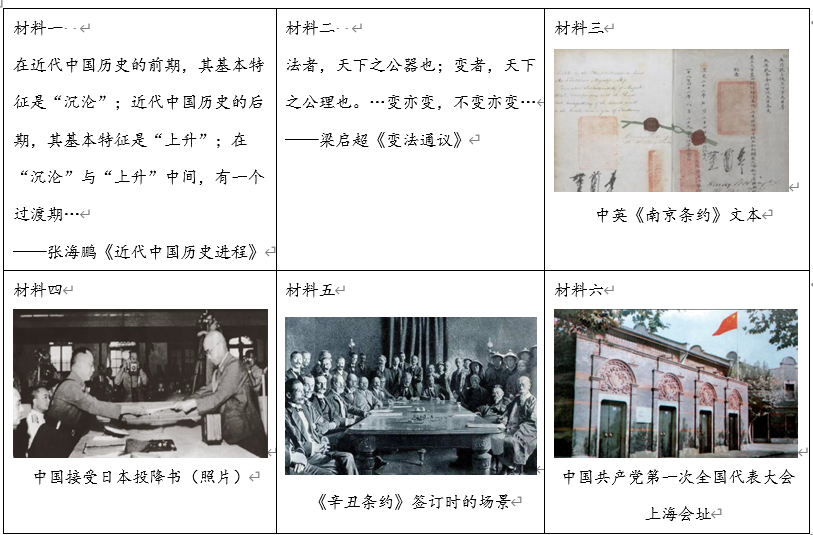 材料一
在近代中国历史的前期，其基本特
征是“沉沦”；近代中国历史的后
期，其基本特征是“上升”；在
“沉沦”与“上升”中间，有一个
过渡期…
——张海鹏《近代中国历史进程》
材料二
法者，天下之公器也；变者，天下
之公理也。…变亦变，不变亦变…
——梁启超《变法通议》
材料三
中英《南京条约》文本
材料四
中国接受日本投降书（照片）
材料五
《辛丑条约》签订时的场景
材料六
中国共产党第一次全国代表大会
上海会址